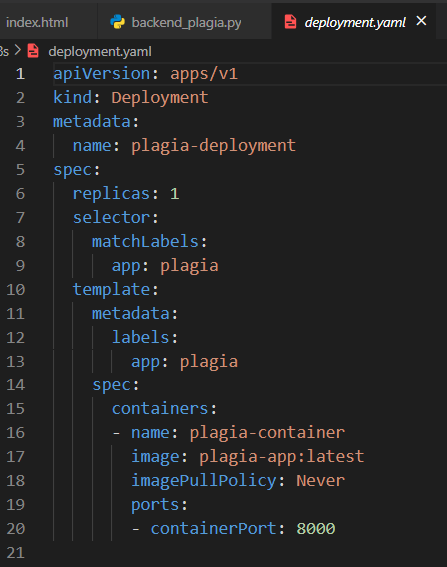 index.html backend_plagia.py deployment.yaml
8s > deployment.yaml
1 apiVersion: apps/v1
2 kind: Deployment
3 metadata:
4   name: plagia-deployment
5 spec:
6   replicas: 1
7   selector:
8     matchLabels:
9       app: plagia
10   template:
11     metadata:
12       labels:
13         app: plagia
14     spec:
15       containers:
16       - name: plagia-container
17         image: plagia-app:latest
18         imagePullPolicy: Never
19         ports:
20         - containerPort: 8000
21